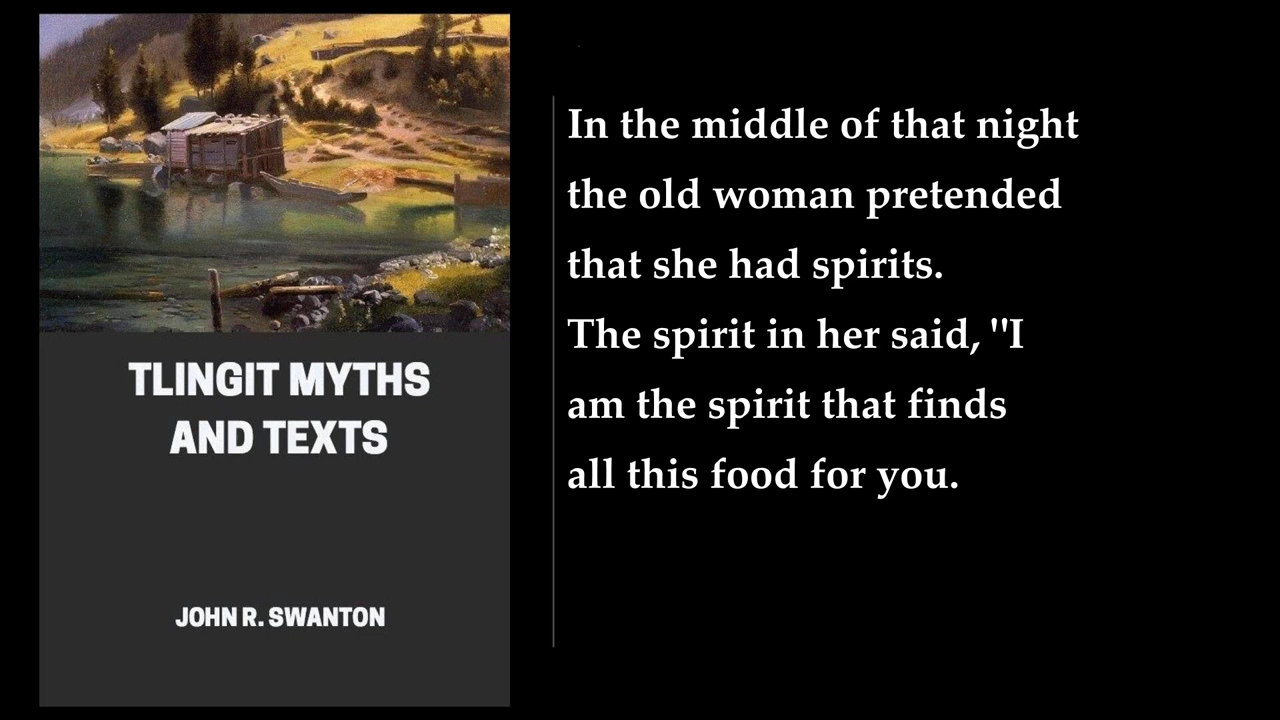 TLINGIT MYTHS
AND TEXTS
JOHN R. SWANTON
In the middle of that night
the old woman pretended
that she had spirits.
The spirit in her said, "I
am the spirit that finds
all this food for you.